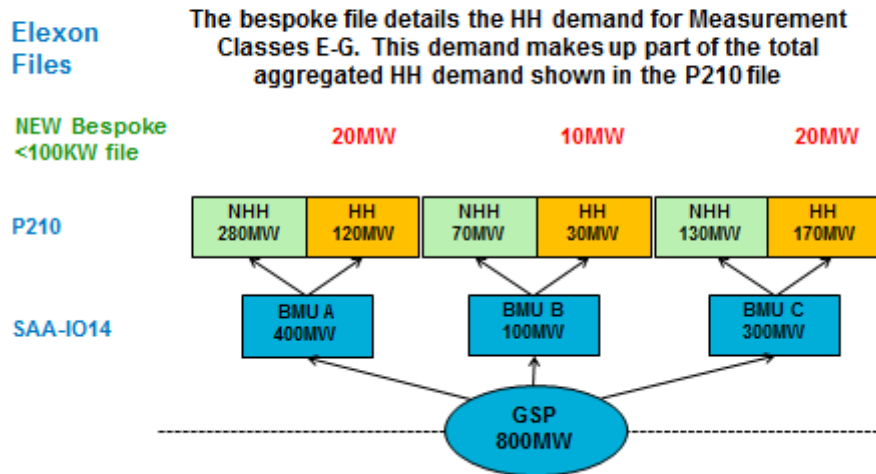 Elexon
Files
The bespoke file details the HH demand for Measurement
Classes E-G. This demand makes up part of the total
aggregated HH demand shown in the P210 file
NEW Bespoke
<100KW file
20MW
10MW
20MW
P210
NHH
280MW
HH
120MW
NHH
70MW
HH
30MW
NHH
130MW
HH
170MW
SAA-IO14
BMU A
400MW
BMU B
100MW
BMU C
300MW
GSP
800MW